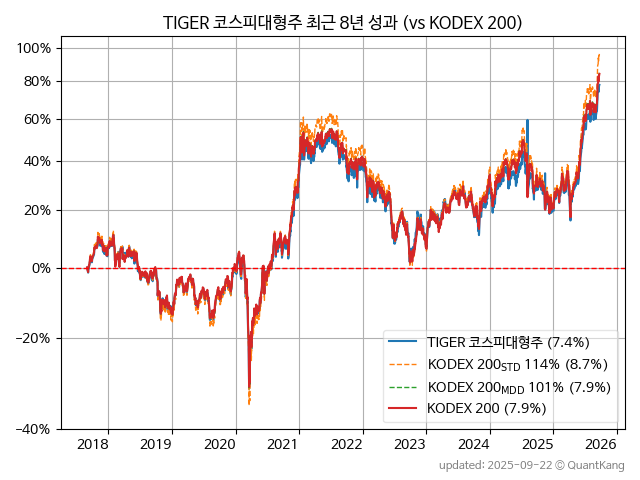 TIGER 코스피대형주 최근 8년 성과 (vs KODEX 200)
100%
80%
60%
40%
20%
0%
−20%
−40%
TIGER 코스피대형주 (7.4%)
KODEX 200STD 114% (8.7%)
KODEX 200MDD 101% (7.9%)
KODEX 200 (7.9%)
2018 2019 2020 2021 2022 2023 2024 2025 2026
updated: 2025-09-22 © QuantKang